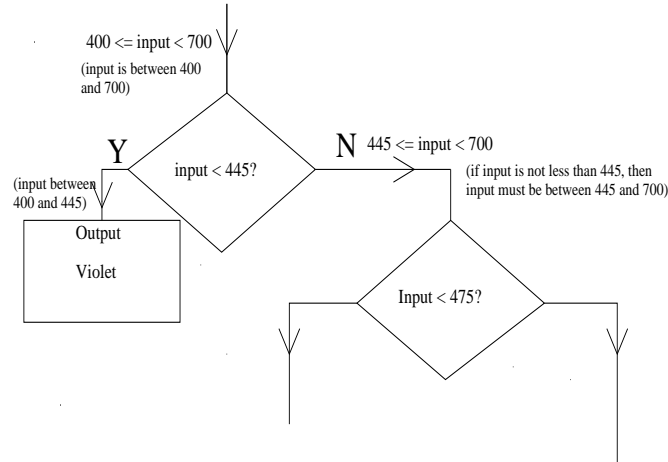 400 <= input < 700
(input is between 400
and 700)
Y
input < 445?
N
445 <= input < 700
(if input is not less than 445, then
input must be between 445 and 700)
(input between
400 and 445)
Output
Violet
Input < 475?